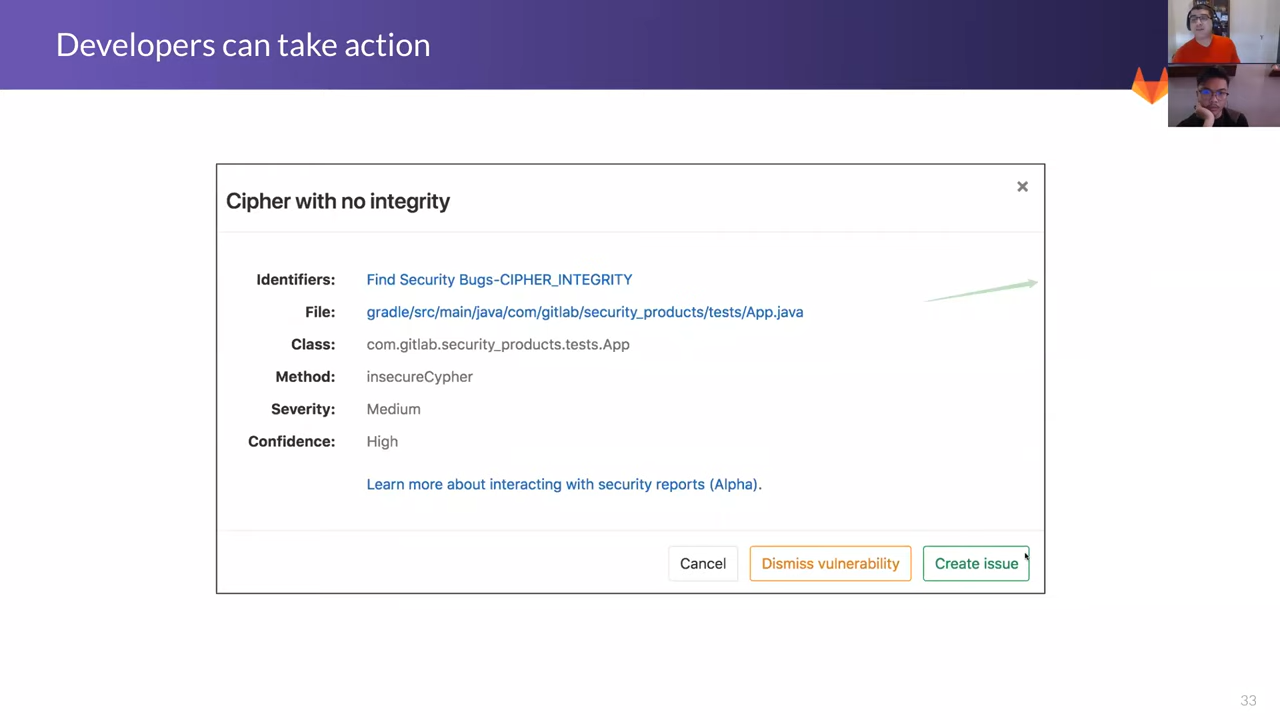 Developers can take action
Cipher with no integrity
×
Identifiers: Find Security Bugs-CIPHER_INTEGRITY
File: gradle/src/main/java/com/gitlab/security_products/tests/App.java
Class: com.gitlab.security_products.tests.App
Method: insecureCypher
Severity: Medium
Confidence: High
Learn more about interacting with security reports (Alpha).
Cancel Dismiss vulnerability Create issue
33